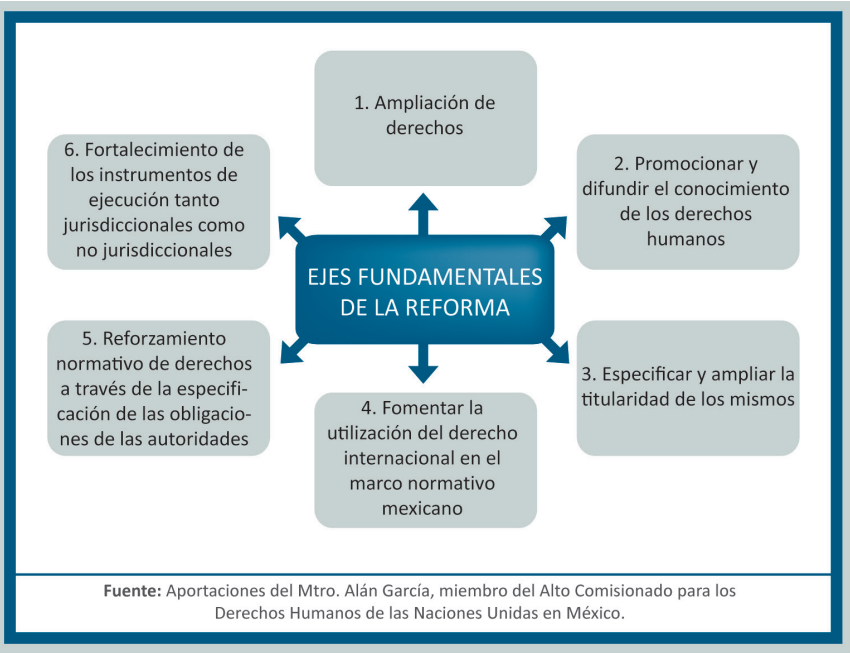 1. Ampliación de
derechos
2. Promocionar y
difundir el conocimiento
de los derechos
humanos
3. Especificar y ampliar la
titularidad de los mismos
4. Fomentar la
utilización del derecho
internacional en el
marco normativo
mexicano
5. Reforzamiento
normativo de derechos
a través de la especifi-
cación de las obligacio-
nes de las autoridades
6. Fortalecimiento de
los instrumentos de
ejecución tanto
jurisdiccionales como
no jurisdiccionales
EJES FUNDAMENTALES
DE LA REFORMA
Fuente: Aportaciones del Mtro. Alán García, miembro del Alto Comisionado para los
Derechos Humanos de las Naciones Unidas en México.